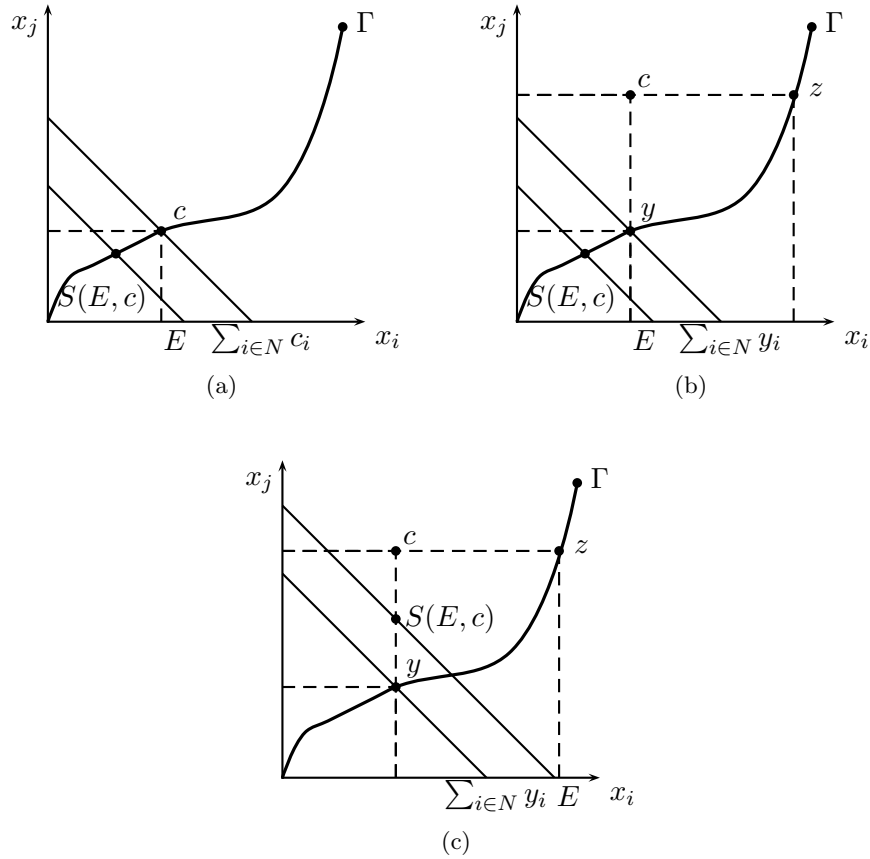 x_j
Γ
c
S(E, c)
E
∑_{i∈N} c_i
x_i
(a)
x_j
Γ
c
z
y
S(E, c)
E
∑_{i∈N} y_i
x_i
(b)
x_j
Γ
c
z
S(E, c)
y
∑_{i∈N} y_i
E
x_i
(c)